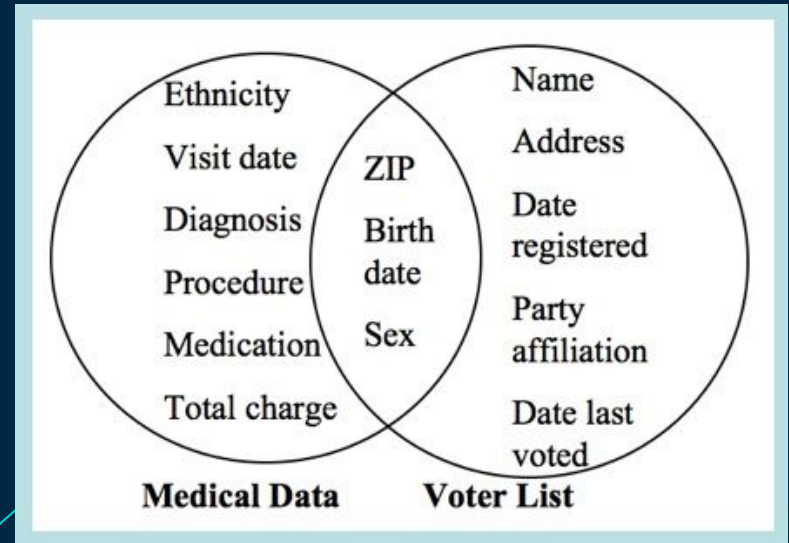 Ethnicity
Visit date
Diagnosis
Procedure
Medication
Total charge
ZIP
Birth
date
Sex
Name
Address
Date
registered
Party
affiliation
Date last
voted
Medical Data
Voter List